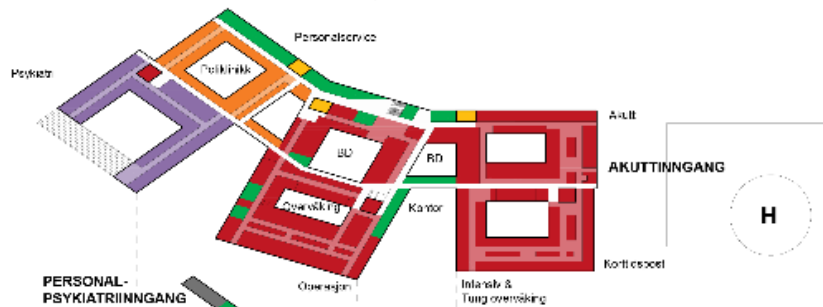 Personalservice
Psykiatri
Poliklinikk
Akutt
BD
BD
AKUTTINNGANG
Overvåking
Kontor
H
Korttidspost
PERSONAL-
PSYKIATRIINNGANG
Operasjon
Intensiv &
Tung overvåking